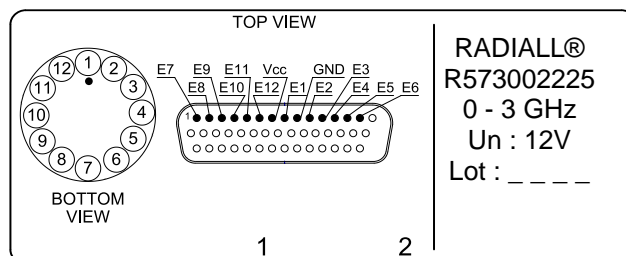 TOP VIEW
E7 E9 E11 Vcc GND E3
E8 E10 E12 E1 E2 E4 E5 E6
1
12 1 2
11 3
10 4
9 5
8 7 6
BOTTOM
VIEW
1 2
RADIALL®
R573002225
0 - 3 GHz
Un : 12V
Lot : _ _ _ _